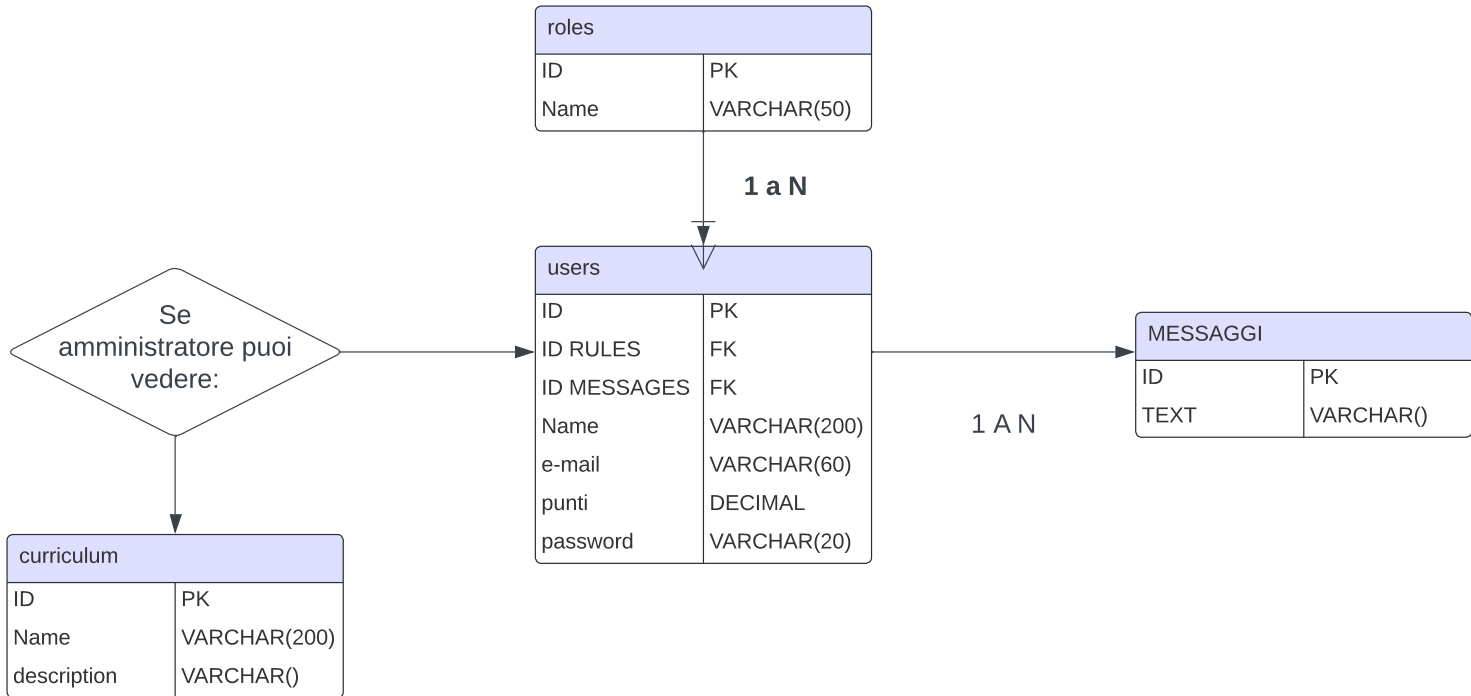 roles
ID PK
Name VARCHAR(50)
1 a N
users
ID PK
ID RULES FK
ID MESSAGES FK
Name VARCHAR(200)
e-mail VARCHAR(60)
punti DECIMAL
password VARCHAR(20)
Se
amministratore puoi
vedere:
MESSAGGI
ID PK
TEXT VARCHAR()
1 A N
curriculum
ID PK
Name VARCHAR(200)
description VARCHAR()